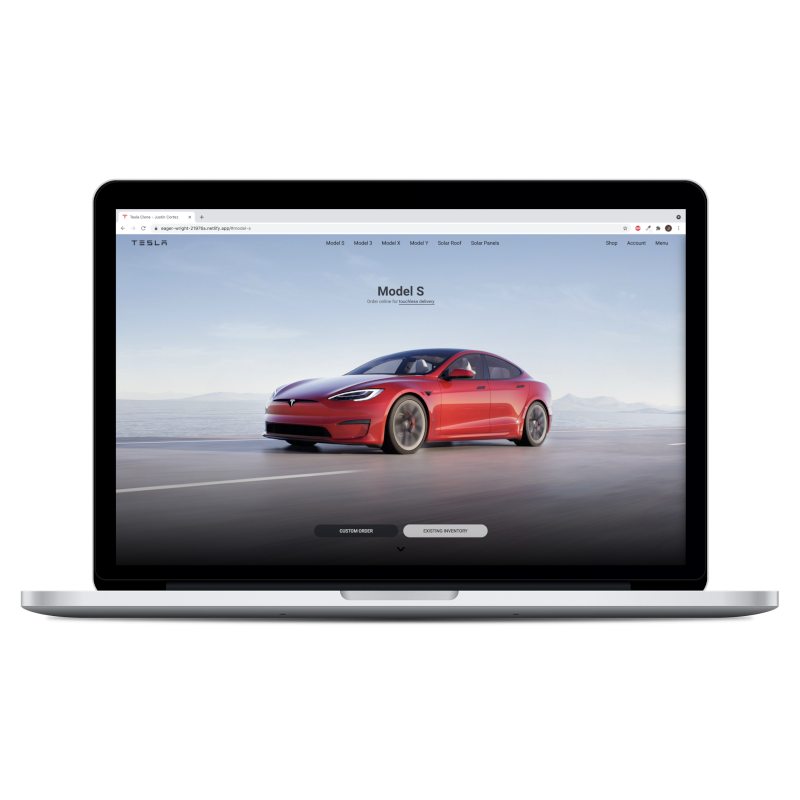 Tesla Clone - Justin Cortez
eager-wright-21978a.netlify.app/#model-s
TESLA Model S Model 3 Model X Model Y Solar Roof Solar Panels Shop Account Menu
Model S
Order online for touchless delivery
CUSTOM ORDER EXISTING INVENTORY